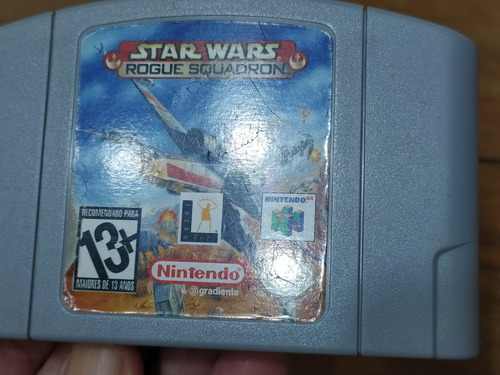 STAR WARS
ROGUE SQUADRON
RECOMENDADO PARA
13+
MAIORES DE 13 ANOS
NINTENDO 64
Nintendo
gradiente